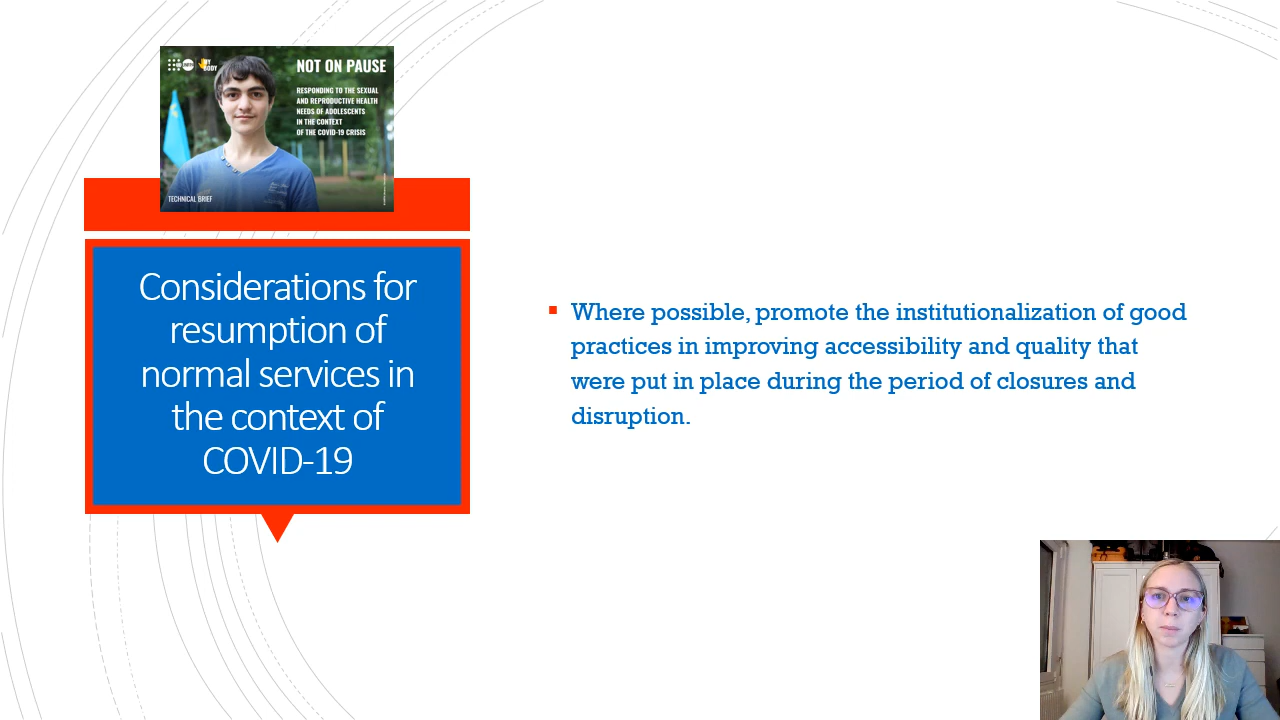 UNFPA
MY
BODY
NOT ON PAUSE
RESPONDING TO THE SEXUAL
AND REPRODUCTIVE HEALTH
NEEDS OF ADOLESCENTS
IN THE CONTEXT
OF THE COVID-19 CRISIS
TECHNICAL BRIEF
Considerations for
resumption of
normal services in
the context of
COVID-19
Where possible, promote the institutionalization of good
practices in improving accessibility and quality that
were put in place during the period of closures and
disruption.